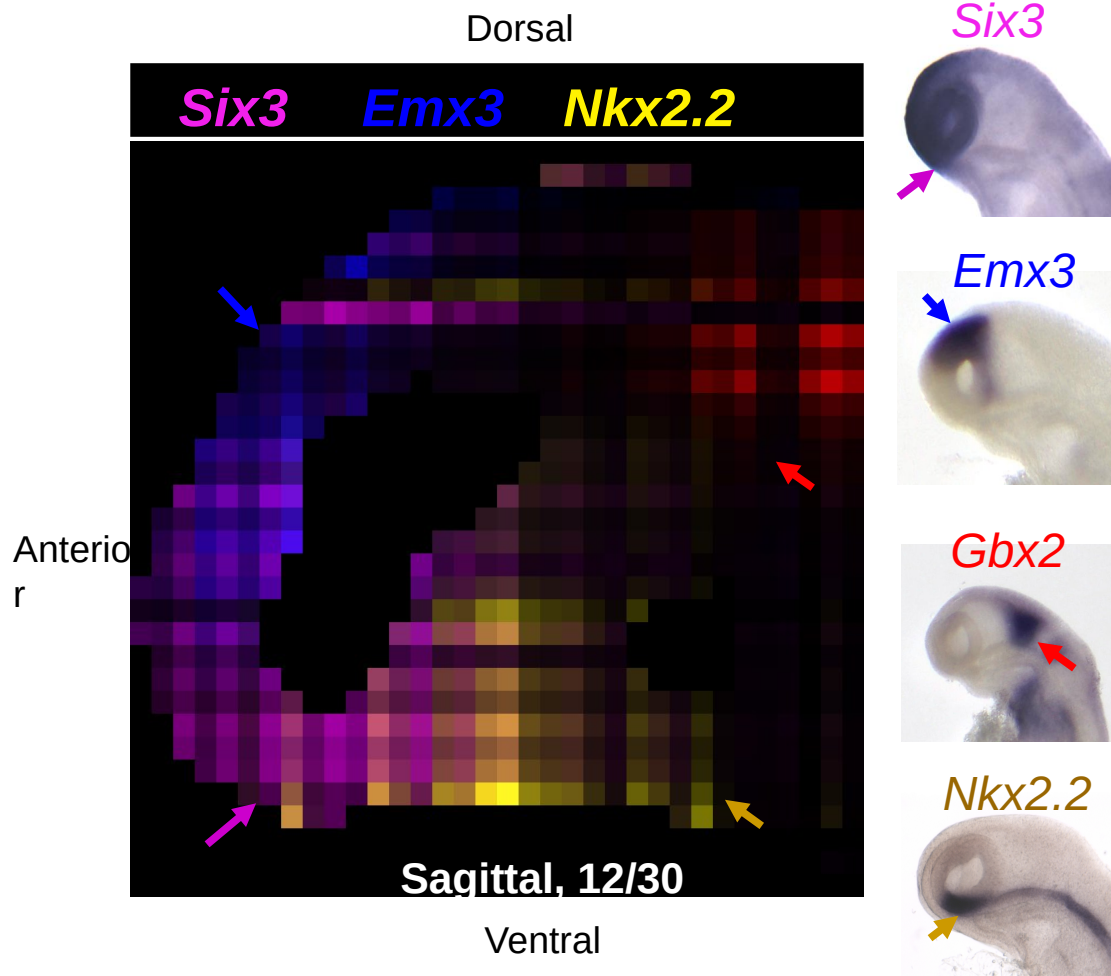 Dorsal
Six3 Emx3 Nkx2.2
Anterio
r
Sagittal, 12/30
Ventral
Six3
Emx3
Gbx2
Nkx2.2